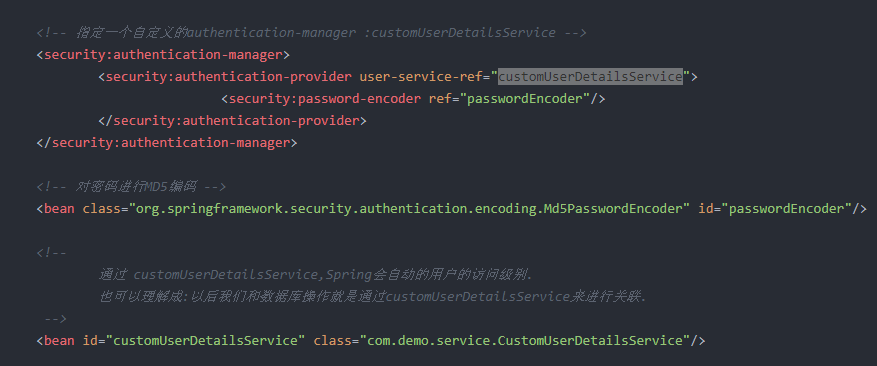 <!-- 指定一个自定义的authentication-manager :customUserDetailsService -->
<security:authentication-manager>
<security:authentication-provider user-service-ref="customUserDetailsService">
<security:password-encoder ref="passwordEncoder"/>
</security:authentication-provider>
</security:authentication-manager>
<!-- 对密码进行MD5编码 -->
<bean class="org.springframework.security.authentication.encoding.Md5PasswordEncoder" id="passwordEncoder"/>
<!--
通过 customUserDetailsService,Spring会自动的用户的访问级别.
也可以理解成:以后我们和数据库操作就是通过customUserDetailsService来进行关联.
-->
<bean id="customUserDetailsService" class="com.demo.service.CustomUserDetailsService"/>